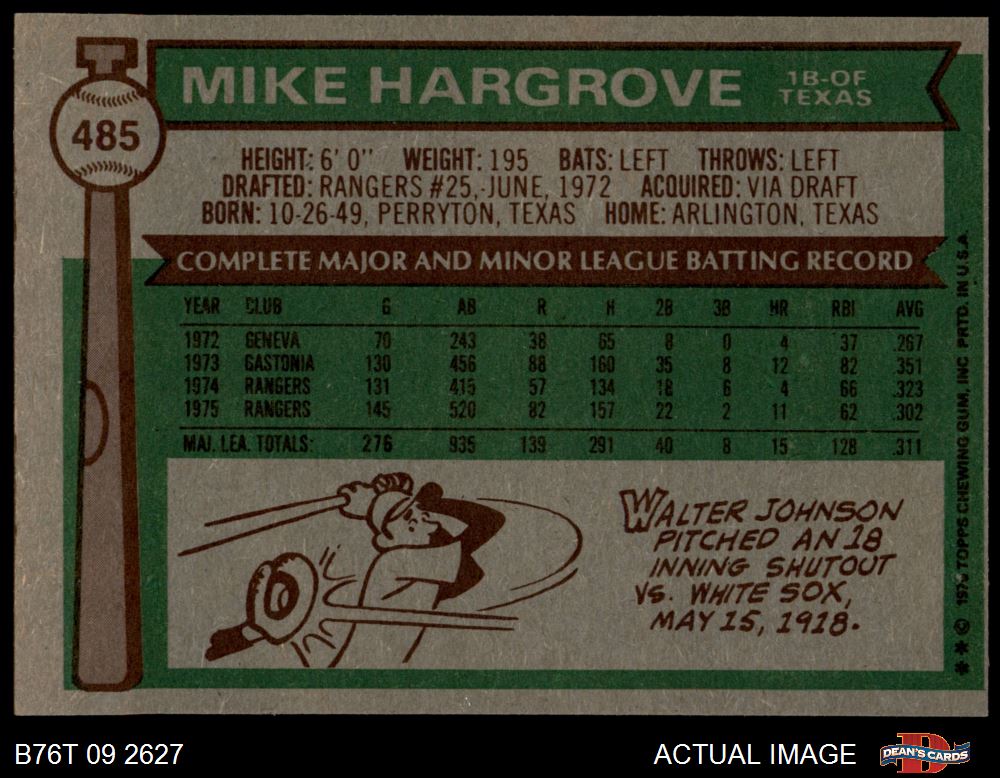 MIKE HARGROVE
1B-OF
TEXAS
485
HEIGHT: 6' 0" WEIGHT: 195 BATS: LEFT THROWS: LEFT
DRAFTED: RANGERS #25,-JUNE, 1972 ACQUIRED: VIA DRAFT
BORN: 10-26-49, PERRYTON, TEXAS HOME: ARLINGTON, TEXAS
COMPLETE MAJOR AND MINOR LEAGUE BATTING RECORD
YEAR CLUB G AB R H 2B 3B HR RBI AVG
1972 GENEVA 70 243 38 65 8 0 4 37 .267
1973 GASTONIA 130 456 88 160 35 8 12 82 .351
1974 RANGERS 131 415 57 134 18 6 4 66 .323
1975 RANGERS 145 520 82 157 22 2 11 62 .302
MAJ. LEA. TOTALS: 276 935 139 291 40 8 15 128 .311
WALTER JOHNSON
PITCHED AN 18
INNING SHUTOUT
VS. WHITE SOX,
MAY 15, 1918.
** © 1976 TOPPS CHEWING GUM, INC PRTD. IN U.S.A.
B76T 09 2627
ACTUAL IMAGE
D
DEAN'S CARDS